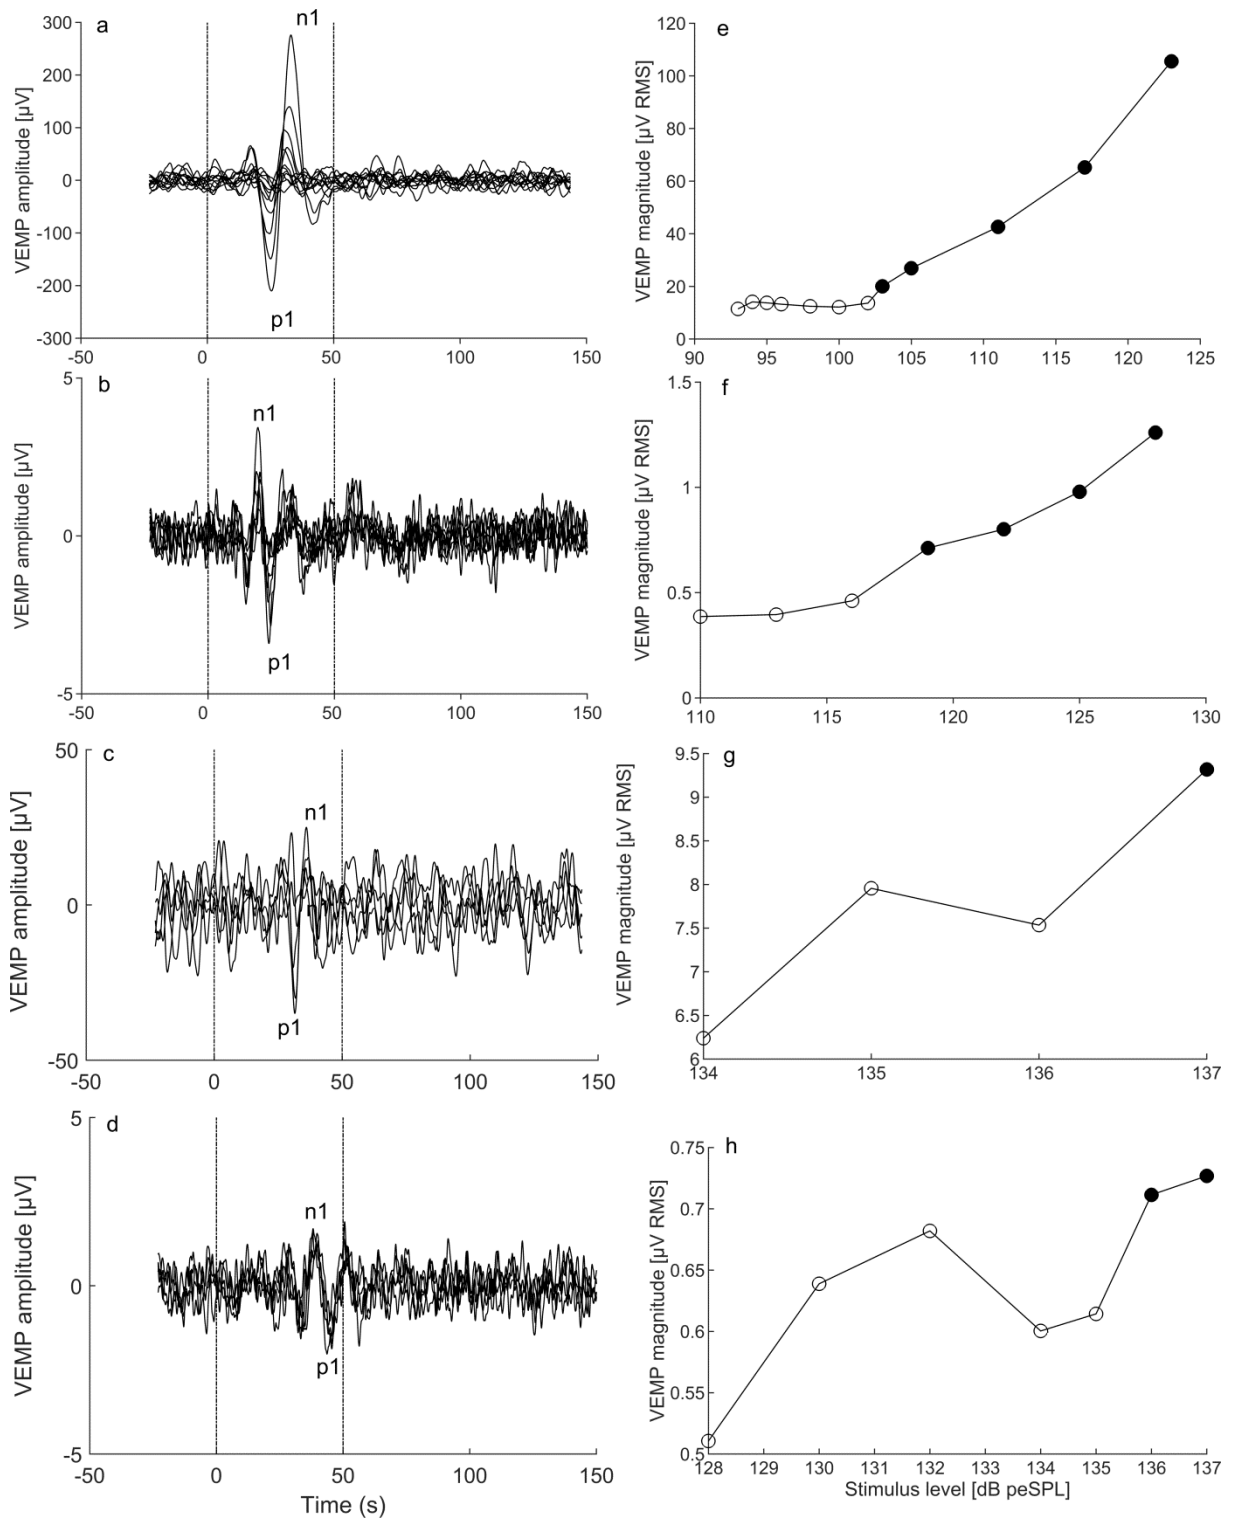 a
n1
p1
VEMP amplitude [µV]
300
200
100
0
-100
-200
-300
-50 0 50 100 150
e
VEMP magnitude [µV RMS]
120
100
80
60
40
20
0
90 95 100 105 110 115 120 125
b
n1
p1
VEMP amplitude [µV]
5
0
-5
-50 0 50 100 150
f
VEMP magnitude [µV RMS]
1.5
1
0.5
0
110 115 120 125 130
c
n1
p1
VEMP amplitude [µV]
50
0
-50
-50 0 50 100 150
g
VEMP magnitude [µV RMS]
9.5
9
8.5
8
7.5
7
6.5
6
134 135 136 137
d
n1
p1
VEMP amplitude [µV]
5
0
-5
-50 0 50 100 150
Time (s)
h
VEMP magnitude [µV RMS]
0.75
0.7
0.65
0.6
0.55
0.5
128 129 130 131 132 133 134 135 136 137
Stimulus level [dB peSPL]